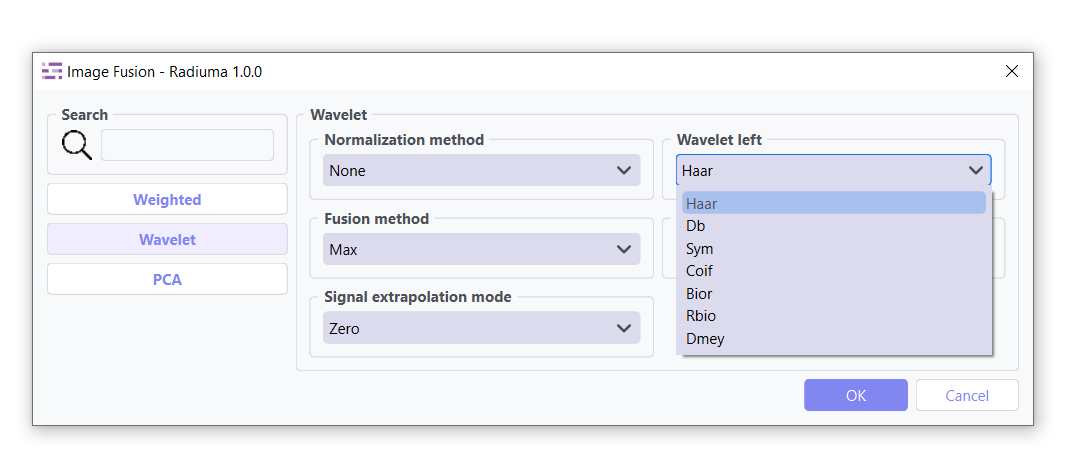 Image Fusion - Radiuma 1.0.0
Search
Weighted
Wavelet
PCA
Wavelet
Normalization method
None
Fusion method
Max
Signal extrapolation mode
Zero
Wavelet left
Haar
Haar
Db
Sym
Coif
Bior
Rbio
Dmey
OK
Cancel